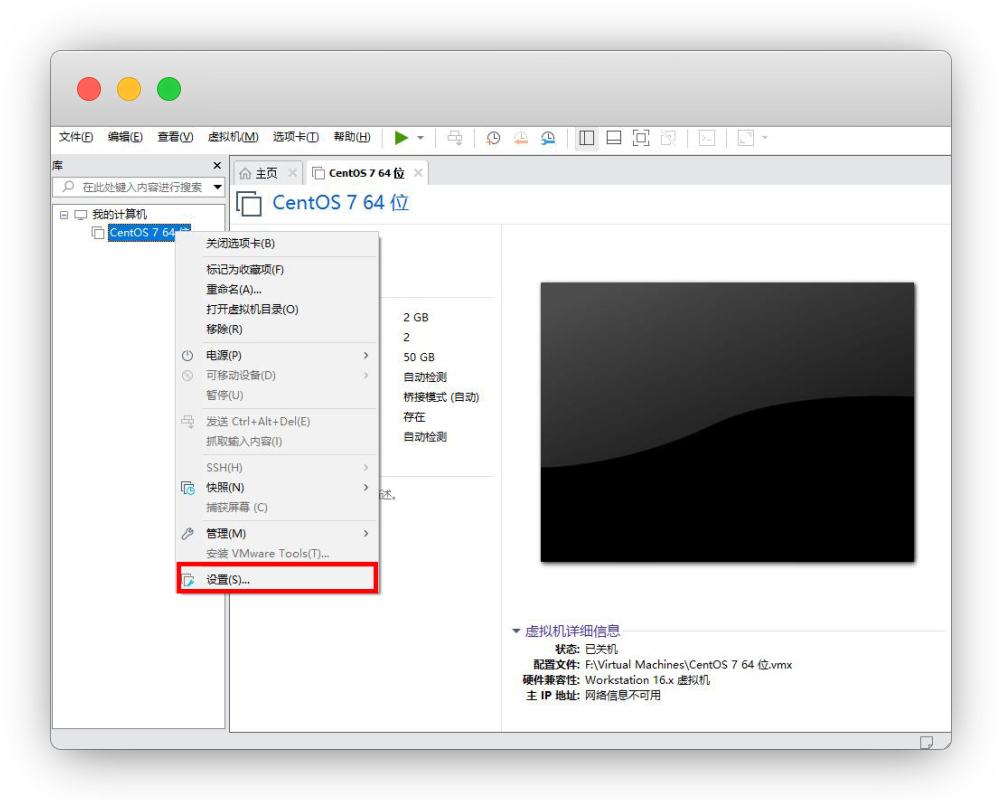 文件(F) 编辑(E) 查看(V) 虚拟机(M) 选项卡(T) 帮助(H)
库
在此处键入内容进行搜索
我的计算机
CentOS 7 64 位
主页
CentOS 7 64 位
CentOS 7 64 位
关闭选项卡(B)
标记为收藏项(F)
重命名(A)...
打开虚拟机目录(O)
移除(R)
电源(P)
可移动设备(D)
暂停(U)
发送 Ctrl+Alt+Del(E)
抓取输入内容(I)
SSH(H)
快照(N)
捕获屏幕 (C)
管理(M)
安装 VMware Tools(T)...
设置(S)...
2 GB
2
50 GB
自动检测
桥接模式 (自动)
存在
自动检测
述。
虚拟机详细信息
状态: 已关机
配置文件: F:\Virtual Machines\CentOS 7 64 位.vmx
硬件兼容性: Workstation 16.x 虚拟机
主 IP 地址: 网络信息不可用